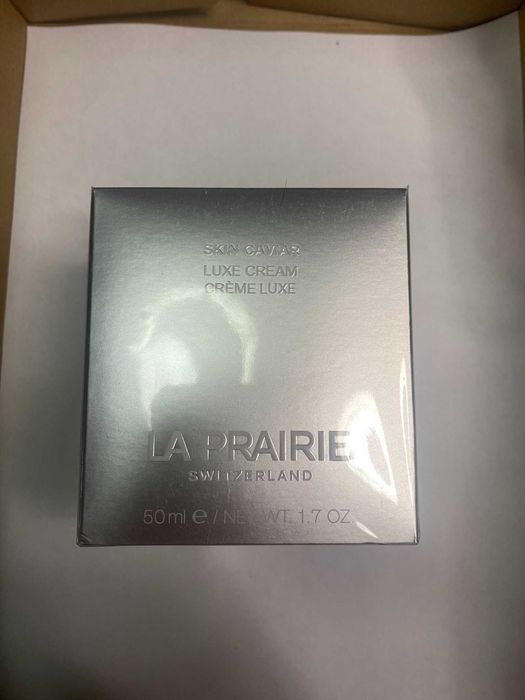 SKIN CAVIAR
LUXE CREAM
CRÈME LUXE
LA PRAIRIE
SWITZERLAND
50ml e / NET WT. 1.7 OZ